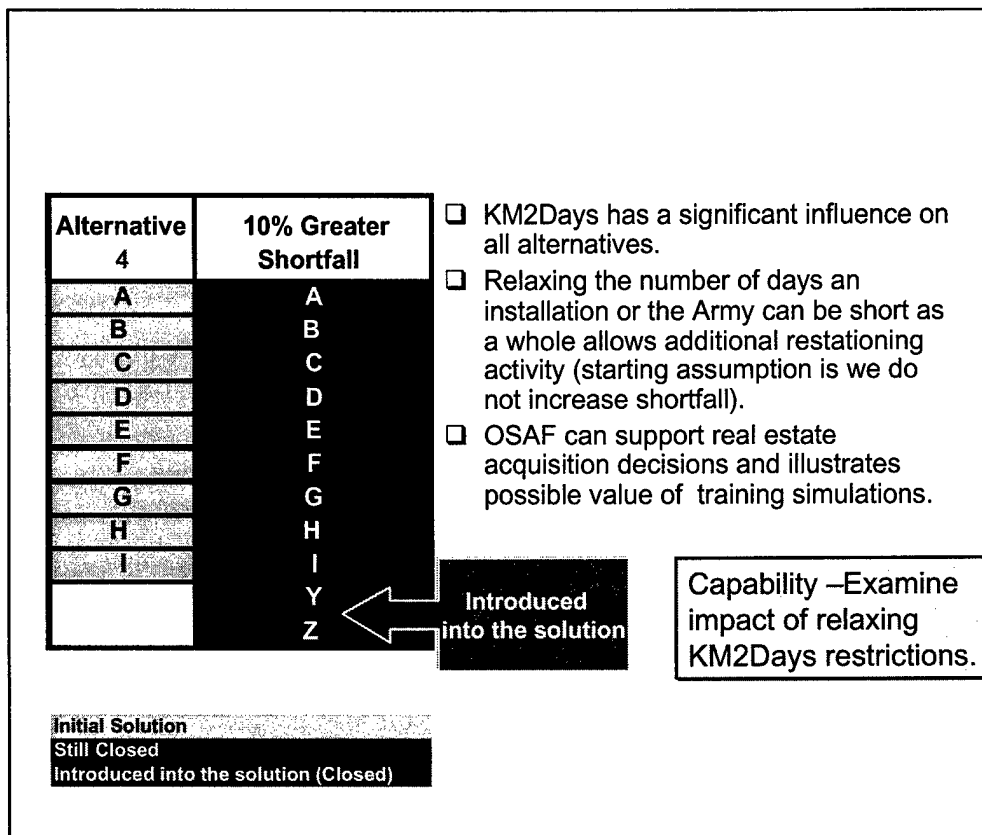 Alternative 4
10% Greater Shortfall
A A
B B
C C
D D
E E
F F
G G
H H
I I
Y
Z
Introduced
into the solution
❑ KM2Days has a significant influence on
all alternatives.
❑ Relaxing the number of days an
installation or the Army can be short as
a whole allows additional restationing
activity (starting assumption is we do
not increase shortfall).
❑ OSAF can support real estate
acquisition decisions and illustrates
possible value of training simulations.
Capability –Examine
impact of relaxing
KM2Days restrictions.
Initial Solution
Still Closed
Introduced into the solution (Closed)